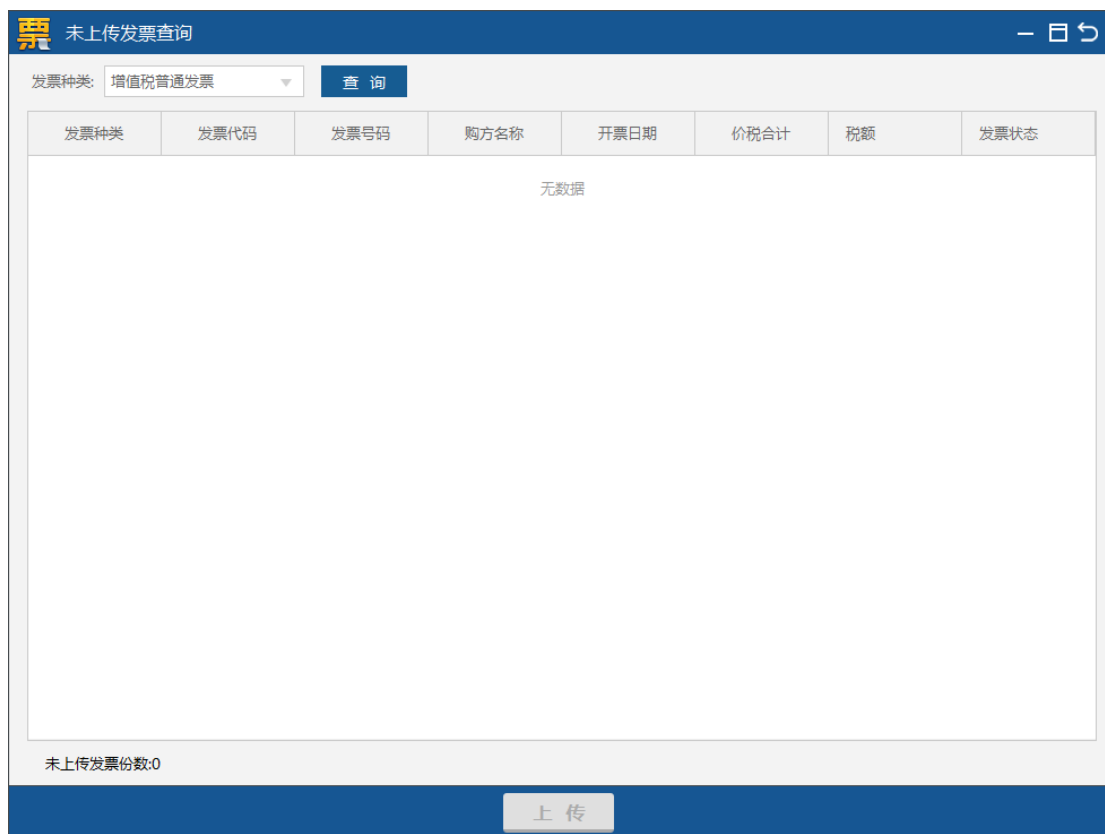 票 未上传发票查询
发票种类: 增值税普通发票 查 询
发票种类 发票代码 发票号码 购方名称 开票日期 价税合计 税额 发票状态
无数据
未上传发票份数:0
上 传